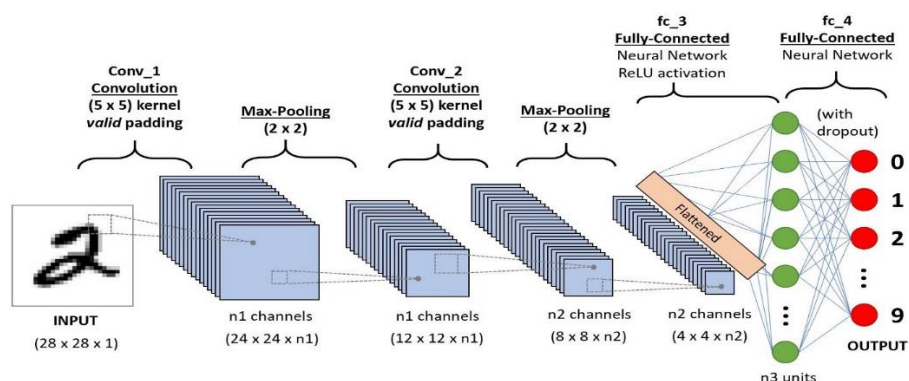 Conv_1
Convolution
(5 x 5) kernel
valid padding
Max-Pooling
(2 x 2)
Conv_2
Convolution
(5 x 5) kernel
valid padding
Max-Pooling
(2 x 2)
fc_3
Fully-Connected
Neural Network
ReLU activation
fc_4
Fully-Connected
Neural Network
(with
dropout)
Flattened
0
1
2
9
OUTPUT
INPUT
(28 x 28 x 1)
n1 channels
(24 x 24 x n1)
n1 channels
(12 x 12 x n1)
n2 channels
(8 x 8 x n2)
n2 channels
(4 x 4 x n2)
n3 units
2